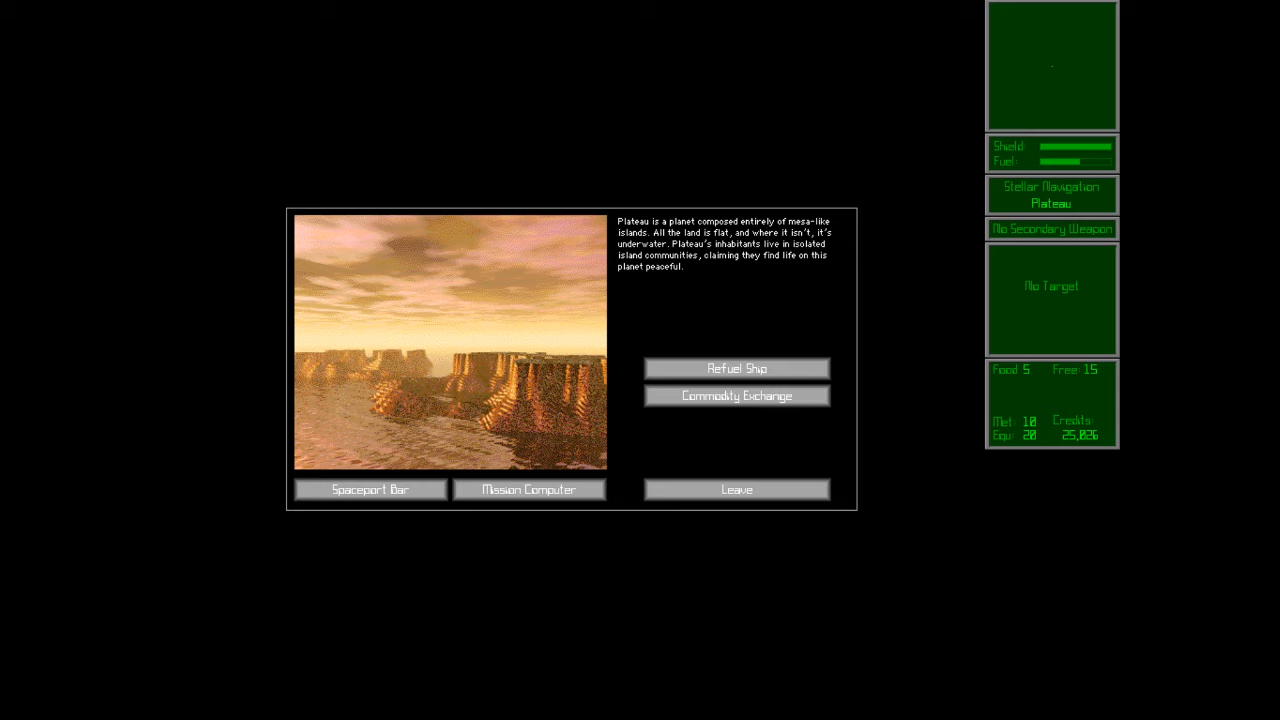 Plateau is a planet composed entirely of mesa-like
islands. All the land is flat, and where it isn't, it's
underwater. Plateau's inhabitants live in isolated
island communities, claiming they find life on this
planet peaceful.
Refuel Ship
Commodity Exchange
Spaceport Bar
Mission Computer
Leave
Shield:
Fuel:
Stellar Navigation
Plateau
No Secondary Weapon
No Target
Food 5 Free: 15
Met: 10 Credits:
Equ: 20 25,026